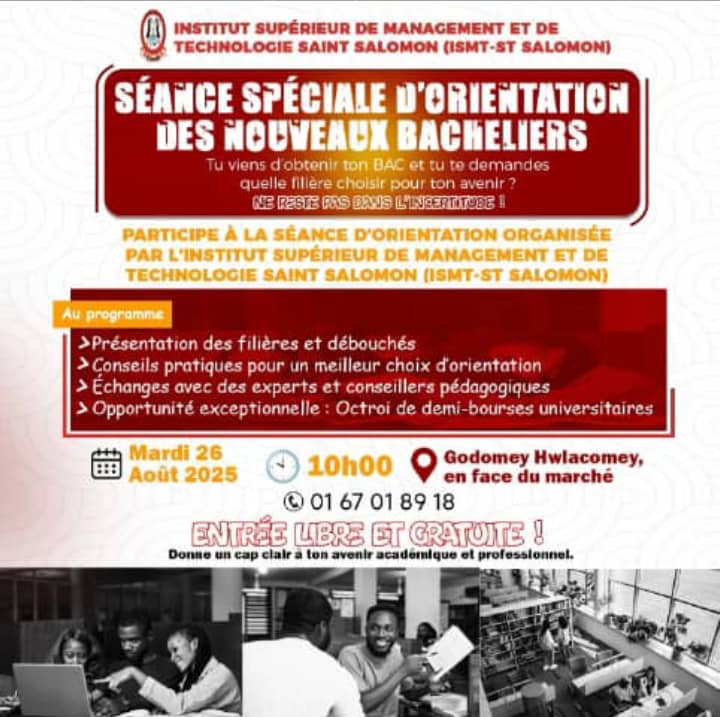 INSTITUT SUPÉRIEUR DE MANAGEMENT ET DE
TECHNOLOGIE SAINT SALOMON (ISMT-ST SALOMON)
SÉANCE SPÉCIALE D'ORIENTATION
DES NOUVEAUX BACHELIERS
Tu viens d'obtenir ton BAC et tu te demandes
quelle filière choisir pour ton avenir ?
NE RESTE PAS DANS L'INCERTITUDE !
PARTICIPE À LA SÉANCE D'ORIENTATION ORGANISÉE
PAR L'INSTITUT SUPÉRIEUR DE MANAGEMENT ET DE
TECHNOLOGIE SAINT SALOMON (ISMT-ST SALOMON)
Au programme
>Présentation des filières et débouchés
>Conseils pratiques pour un meilleur choix d'orientation
>Échanges avec des experts et conseillers pédagogiques
>Opportunité exceptionnelle : Octroi de demi-bourses universitaires
Mardi 26
Août 2025
10h00
Godomey Hwlacomey,
en face du marché
01 67 01 89 18
ENTRÉE LIBRE ET GRATUITE !
Donne un cap clair à ton avenir académique et professionnel.